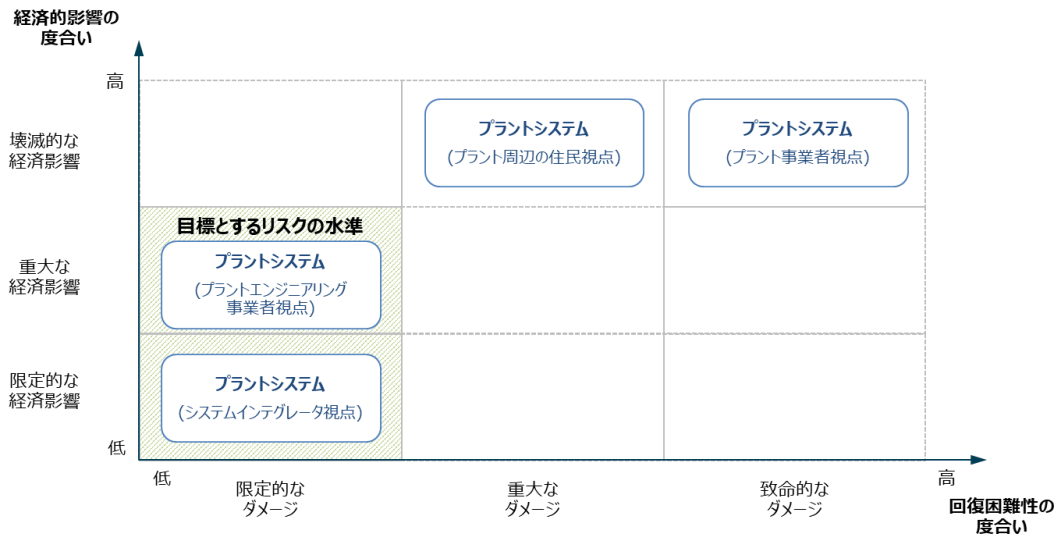 経済的影響の
度合い
高
壊滅的な
経済影響
プラントシステム
(プラント周辺の住民視点)
プラントシステム
(プラント事業者視点)
目標とするリスクの水準
重大な
経済影響
プラントシステム
(プラントエンジニアリング
事業者視点)
限定的な
経済影響
プラントシステム
(システムインテグレータ視点)
低
低
限定的な
ダメージ
重大な
ダメージ
致命的な
ダメージ
高
回復困難性の
度合い